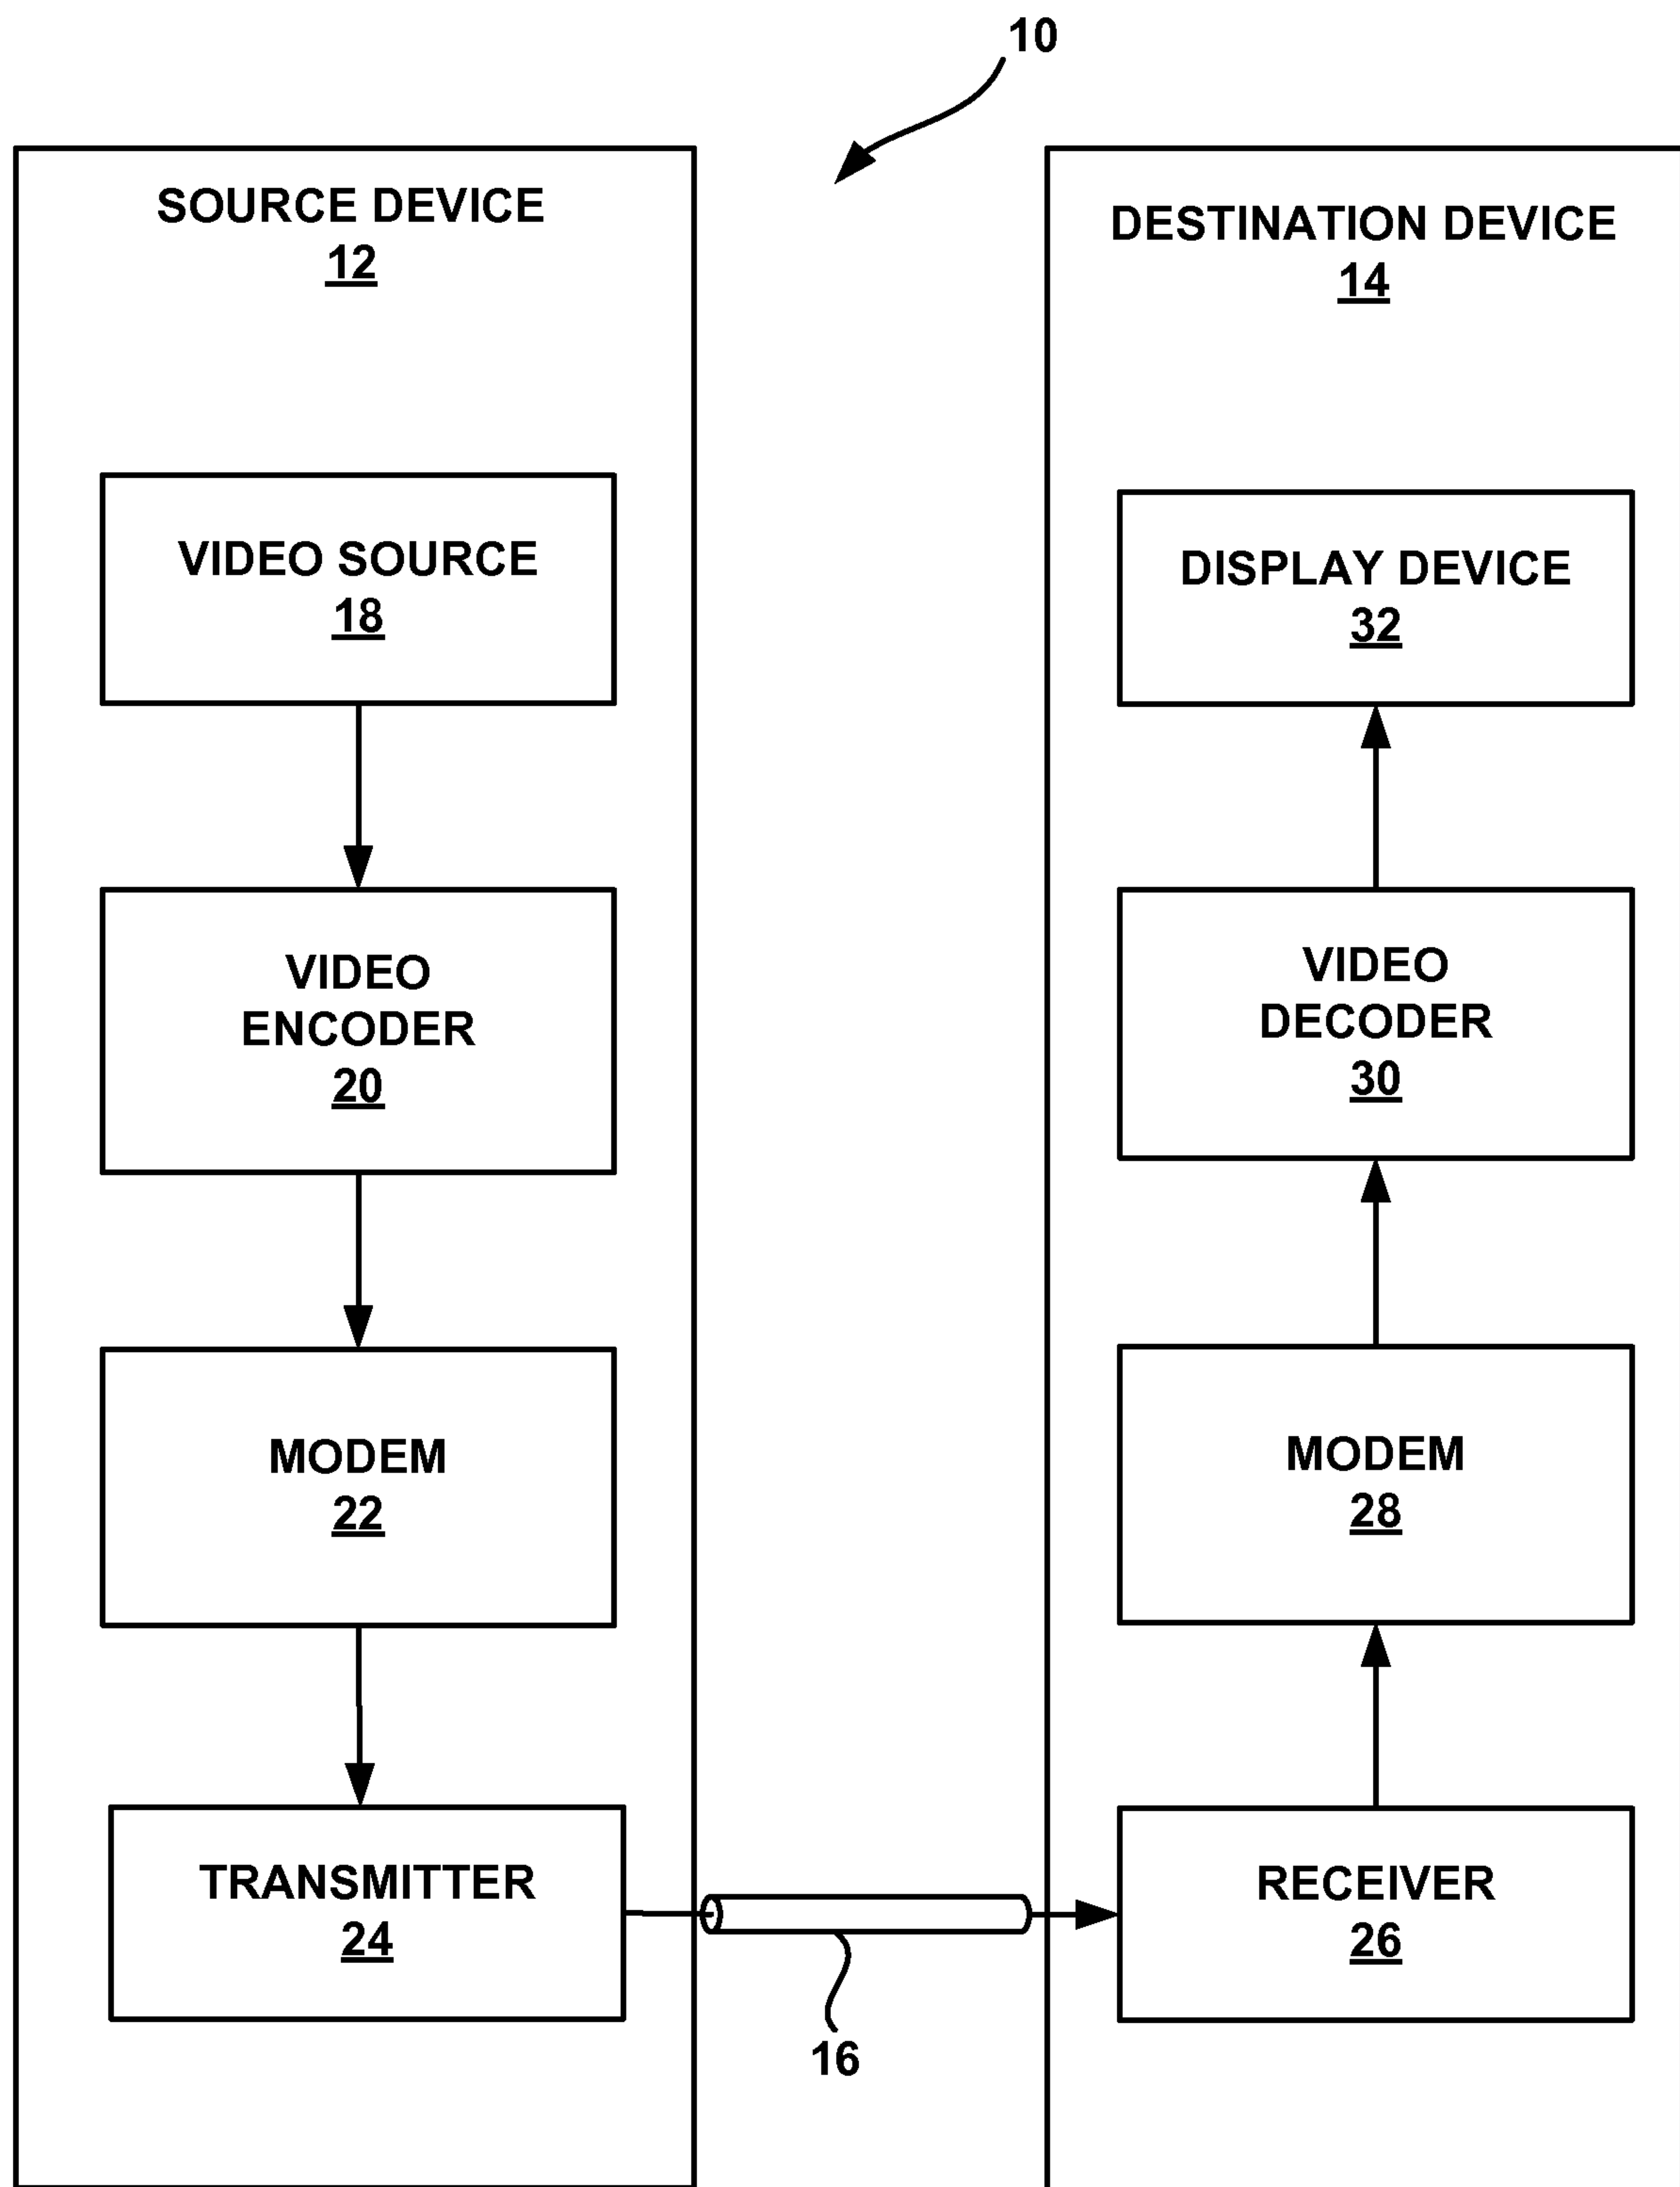 10
SOURCE DEVICE
12
VIDEO SOURCE
18
VIDEO
ENCODER
20
MODEM
22
TRANSMITTER
24
16
DESTINATION DEVICE
14
DISPLAY DEVICE
32
VIDEO
DECODER
30
MODEM
28
RECEIVER
26